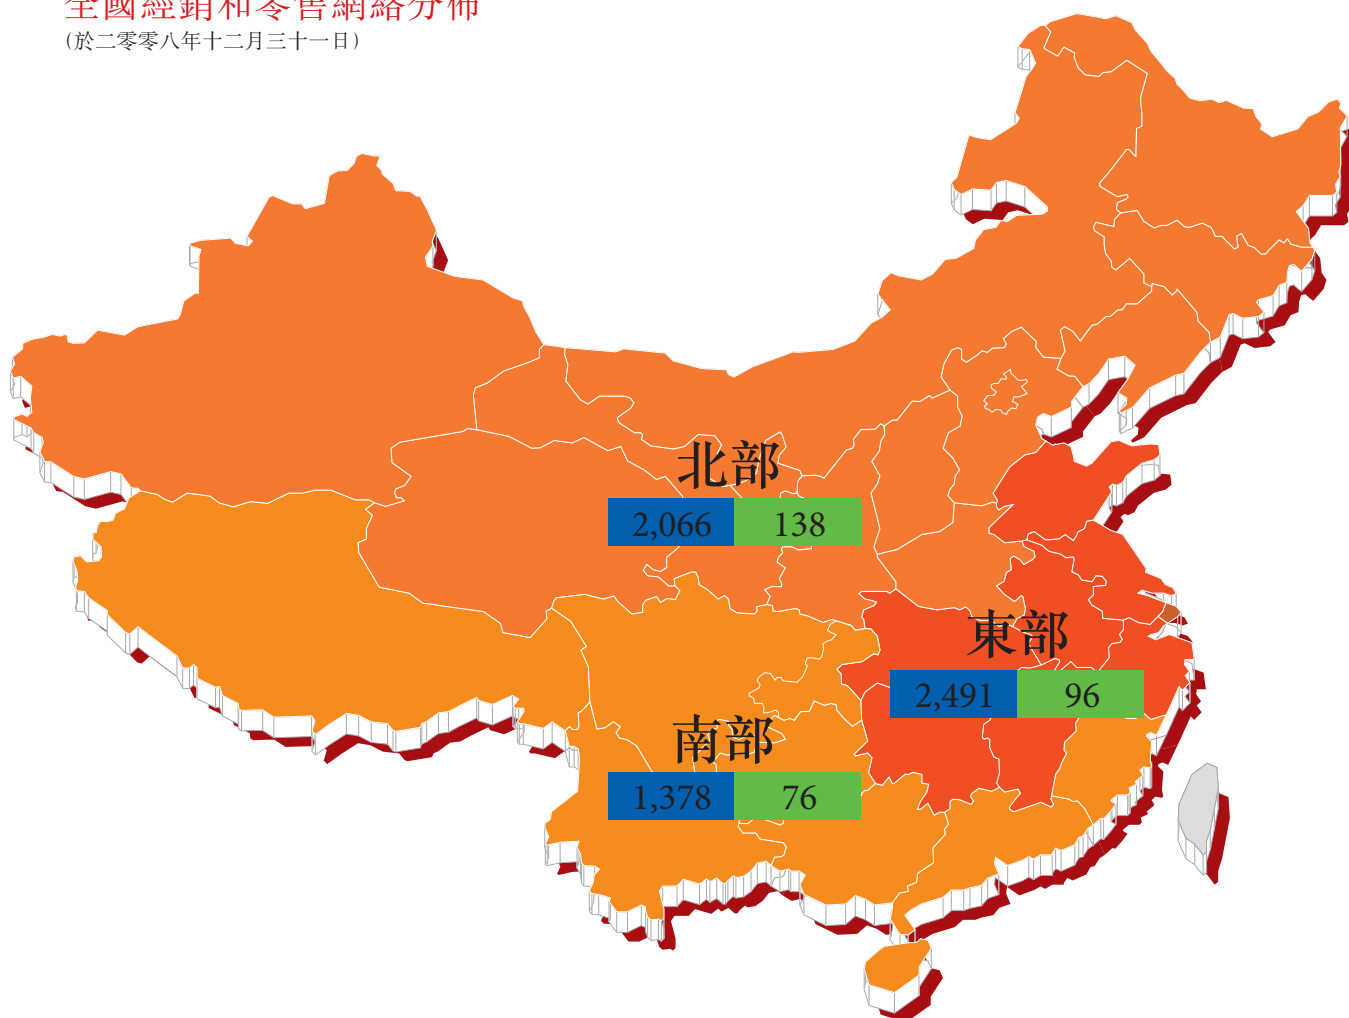 全國經銷和零售網絡分佈
(於二零零八年十二月三十一日)
北部
2,066 138
東部
2,491 96
南部
1,378 76